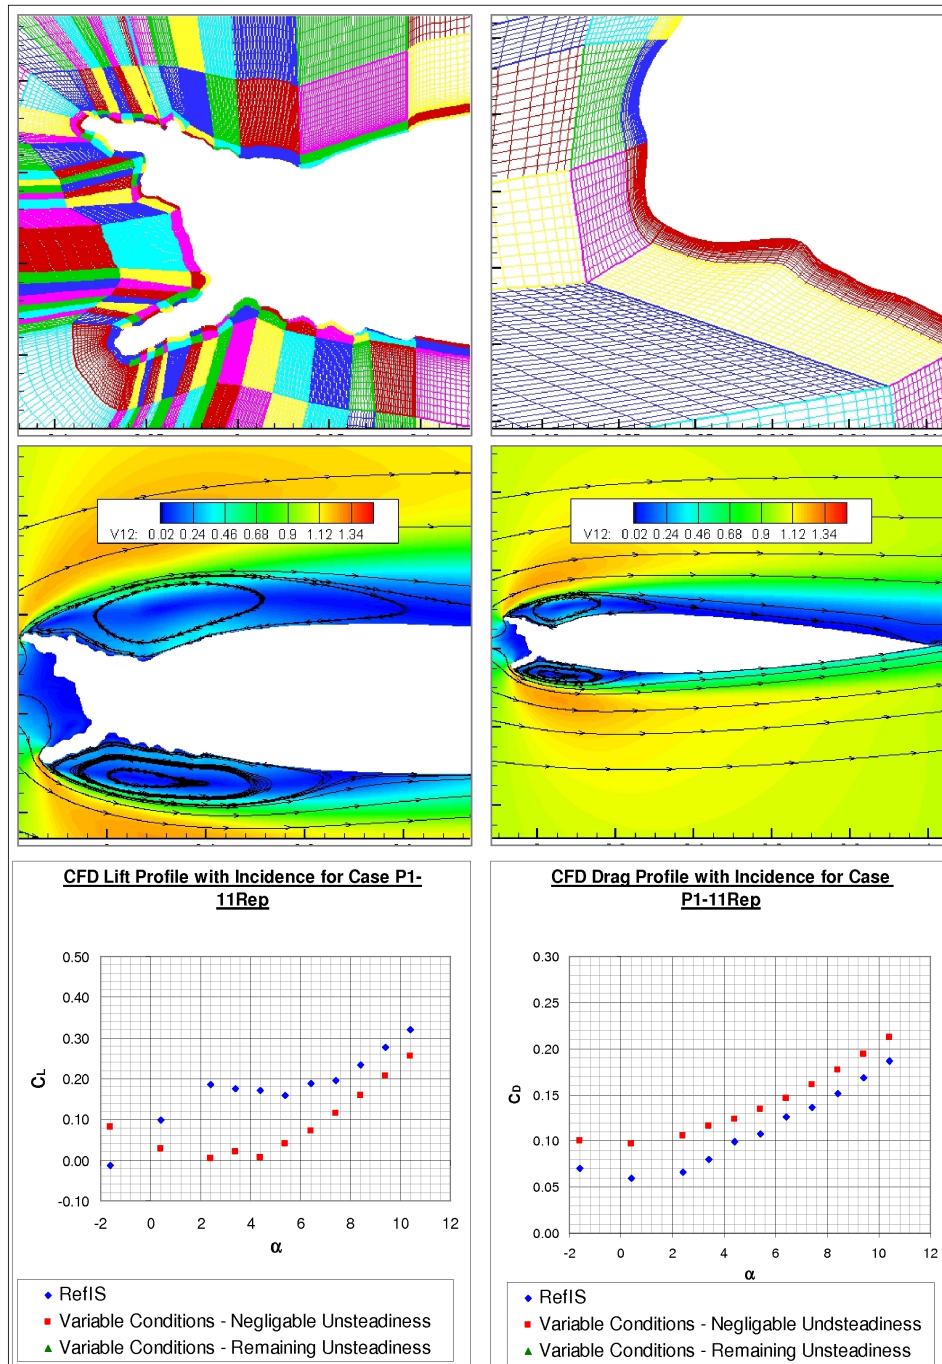 V12: 0.02 0.24 0.46 0.68 0.9 1.12 1.34
V12: 0.02 0.24 0.46 0.68 0.9 1.12 1.34
CFD Lift Profile with Incidence for Case P1-
11Rep
0.50
0.40
0.30
0.20
0.10
0.00
-0.10
CL
-2 0 2 4 6 8 10 12
α
RefIS
Variable Conditions - Negligable Unsteadiness
Variable Conditions - Remaining Unsteadiness
CFD Drag Profile with Incidence for Case
P1-11Rep
0.30
0.25
0.20
0.15
0.10
0.05
0.00
CD
-2 0 2 4 6 8 10 12
α
RefIS
Variable Conditions - Negligable Undsteadiness
Variable Conditions - Remaining Unsteadiness